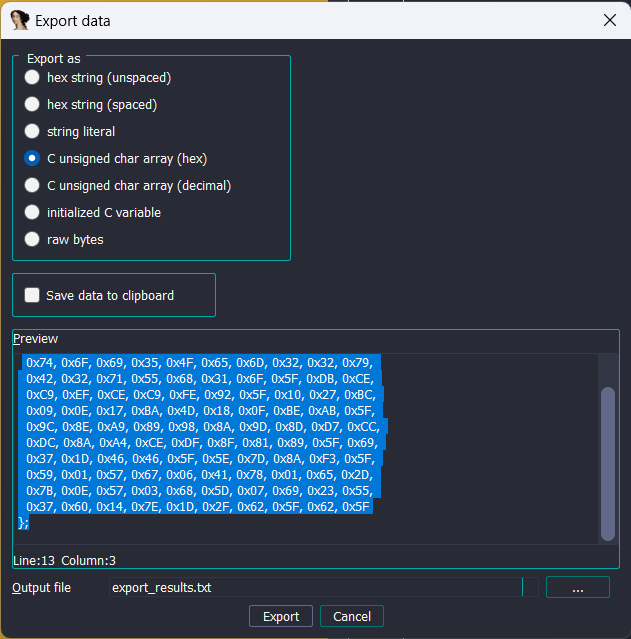 Export data
Export as
hex string (unspaced)
hex string (spaced)
string literal
C unsigned char array (hex)
C unsigned char array (decimal)
initialized C variable
raw bytes
Save data to clipboard
Preview
0x74, 0x6F, 0x69, 0x35, 0x4F, 0x65, 0x6D, 0x32, 0x32, 0x79,
0x42, 0x32, 0x71, 0x55, 0x68, 0x31, 0x6F, 0x5F, 0xDB, 0xCE,
0xC9, 0xEF, 0xCE, 0xC9, 0xFE, 0x92, 0x5F, 0x10, 0x27, 0xBC,
0x09, 0x0E, 0x17, 0xBA, 0x4D, 0x18, 0x0F, 0xBE, 0xAB, 0x5F,
0x9C, 0x8E, 0xA9, 0x89, 0x98, 0x8A, 0x9D, 0x8D, 0xD7, 0xCC,
0xDC, 0x8A, 0xA4, 0xCE, 0xDF, 0x8F, 0x81, 0x89, 0x5F, 0x69,
0x37, 0x1D, 0x46, 0x46, 0x5F, 0x5E, 0x7D, 0x8A, 0xF3, 0x5F,
0x59, 0x01, 0x57, 0x67, 0x06, 0x41, 0x78, 0x01, 0x65, 0x2D,
0x7B, 0x0E, 0x57, 0x03, 0x68, 0x5D, 0x07, 0x69, 0x23, 0x55,
0x37, 0x60, 0x14, 0x7E, 0x1D, 0x2F, 0x62, 0x5F, 0x62, 0x5F
};
Line:13 Column:3
Output file
export_results.txt
...
Export
Cancel